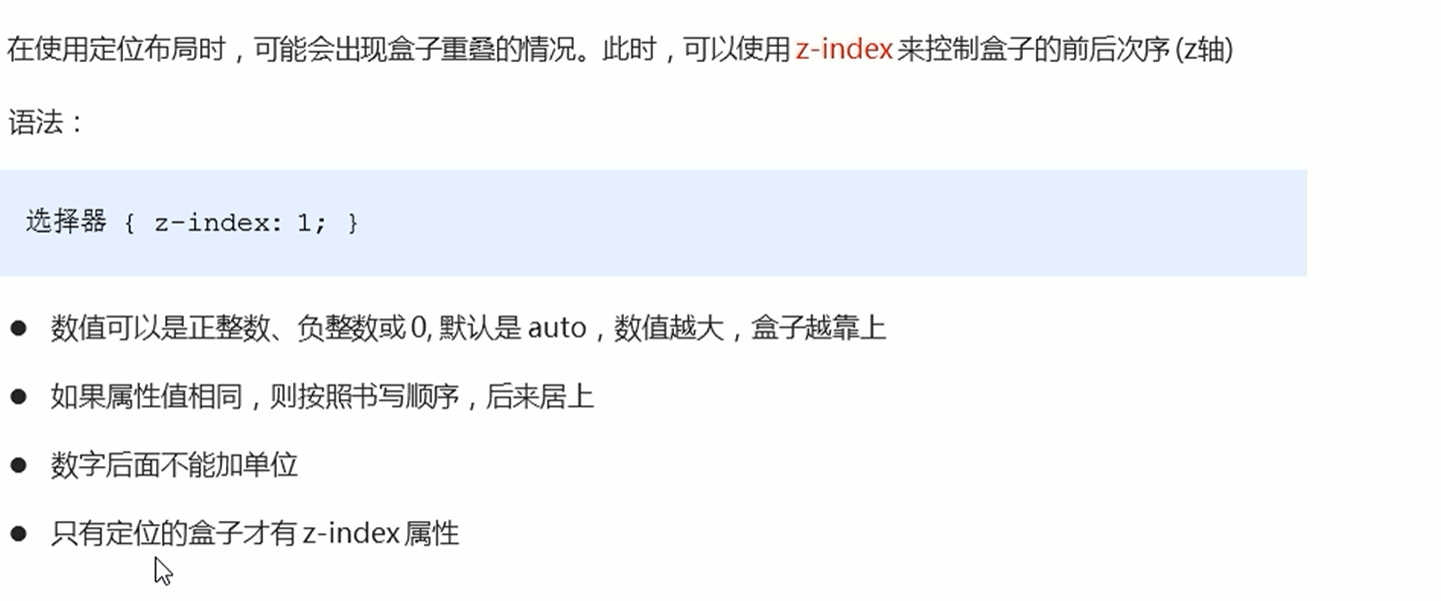 在使用定位布局时，可能会出现盒子重叠的情况。此时，可以使用 z-index 来控制盒子的前后次序 (z轴)
语法：
选择器 { z-index: 1; }
● 数值可以是正整数、负整数或 0, 默认是 auto，数值越大，盒子越靠上
● 如果属性值相同，则按照书写顺序，后来居上
● 数字后面不能加单位
● 只有定位的盒子才有 z-index 属性